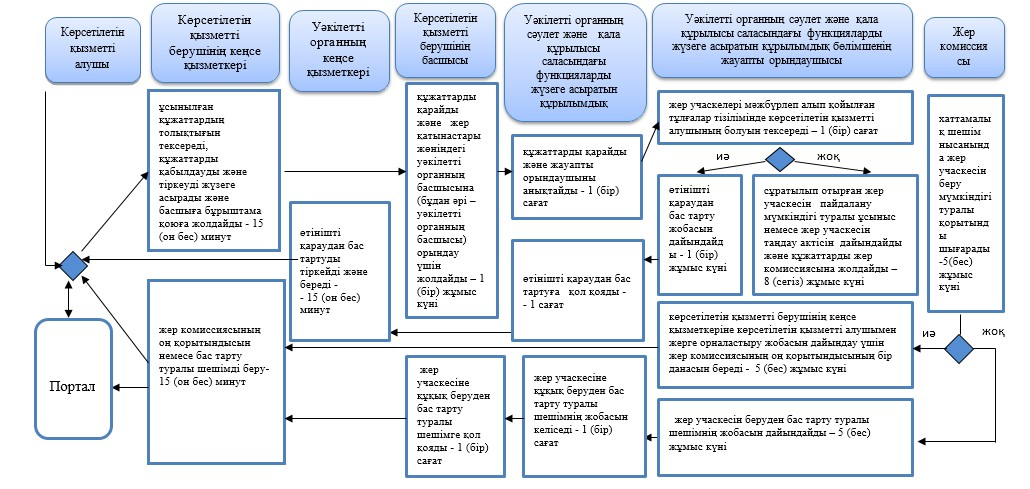 Көрсетілетін
қызметті
алушы
Көрсетілетін
қызметті
берушінің кеңсе
қызметкері
Уәкілетті
органның
кеңсе
қызметкері
Көрсетілетін
қызметті
берушінің
басшысы
Уәкілетті органның
сәулет және қала
құрылысы
саласындағы
функцияларды
жүзеге асыратын
құрылымдық
Уәкілетті органның сәулет және қала
құрылысы саласындағы функцияларды
жүзеге асыратын құрылымдық бөлімшенің
жауапты орындаушысы
Жер
комиссия
сы
ұсынылған
құжаттардың
толықтығын
тексереді,
құжаттарды
қабылдауды және
тіркеуді жүзеге
асырады және
басшыға бұрыштама
қоюға жолдайды - 15
(он бес) минут
өтінішті
қараудан бас
тартуды
тіркейді және
береді -
- 15 (он бес)
минут
құжаттарды
қарайды
және жер
қатынастары
жөніндегі
уәкілетті
органның
басшысына
(бұдан әрі –
уәкілетті
органның
басшысы)
орындау
үшін
жолдайды – 1
(бір) жұмыс
күні
құжаттарды қарайды
және жауапты
орындаушыны
анықтайды - 1 (бір)
сағат
жер учаскелері мәжбүрлеп алып қойылған
тұлғалар тізілімінде көрсетілетін қызметті
алушының болуын тексереді – 1 (бір) сағат
иә
жоқ
өтінішті
қараудан
бас тарту
жобасын
дайындайд
ы - 1 (бір)
жұмыс күні
сұратылып отырған жер
учаскесін пайдалану
мүмкіндігі туралы ұсыныс
немесе жер учаскесін
таңдау актісін дайындайды
және құжаттарды жер
комиссиясына жолдайды –
8 (сегіз) жұмыс күні
хаттамалы
қ шешім
нысанынд
а жер
учаскесін
беру
мүмкіндігі
туралы
қорытынд
ы
шығарады
-5(бес)
жұмыс
күні
өтінішті қараудан бас
тартуға қол қояды -
- 1 сағат
Портал
жер комиссиясының
оң қорытындысын
немесе бас тарту
туралы шешімді беру-
15 (он бес) минут
көрсетілетін қызметті берушінің кеңсе
қызметкеріне көрсетілетін қызметті алушымен
жерге орналастыру жобасын дайындау үшін
жер комиссиясының оң қорытындысының бір
данасын береді - 5 (бес) жұмыс күні
иә
жоқ
жер
учаскесіне
құқық беруден
бас тарту
туралы
шешімге қол
қояды - 1 (бір)
сағат
жер учаскесіне
құқық беруден бас
тарту туралы
шешімнің жобасын
келіседі - 1 (бір)
сағат
жер учаскесін беруден бас тарту туралы
шешімнің жобасын дайындайды – 5 (бес)
жұмыс күні